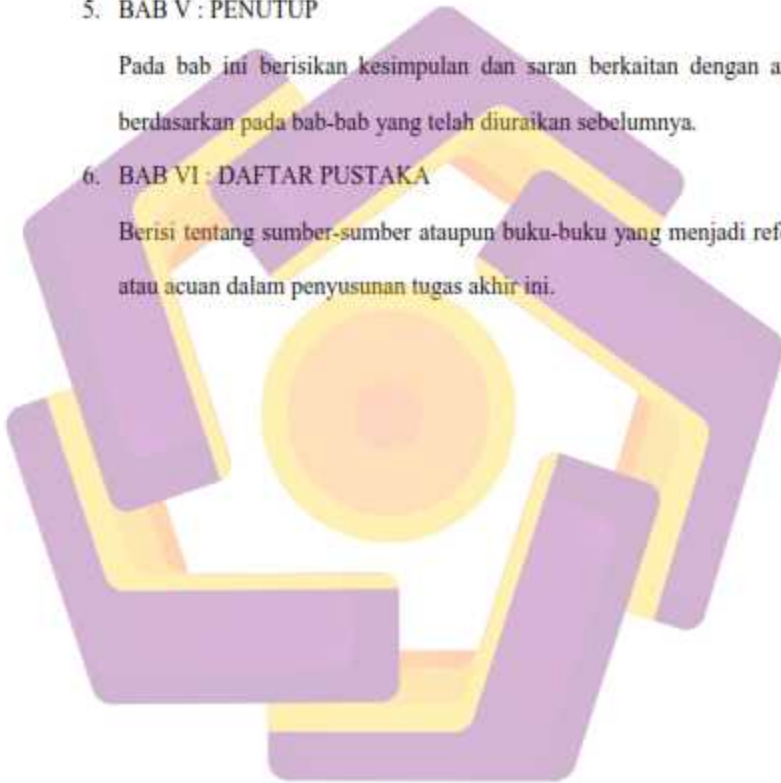 5. BAB V : PENUTUP
Pada bab ini berisikan kesimpulan dan saran berkaitan dengan
berdasarkan pada bab-bab yang telah diuraikan sebelumnya.
6. BAB VI : DAFTAR PUSTAKA
Berisi tentang sumber-sumber ataupun buku-buku yang menjadi
atau acuan dalam penyusunan tugas akhir ini.